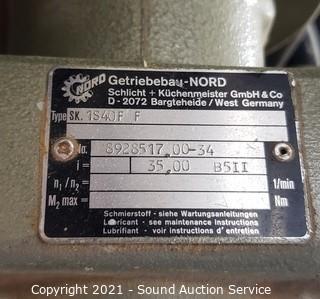 NORD Getriebebau-NORD
Schlicht + Küchenmeister GmbH & Co
D - 2072 Bargteheide/West Germany
Type SK. 1S40F F
No. 8928517,00-34
i = 35,00 B5II
n1/n2 = 1/min
M2 max = Nm
Schmierstoff - siehe Wartungsanleitungen
Lubricant - see maintenance instructions
Lubrifiant - voir instructions d'entretien
Copyright © 2021 - Sound Auction Service